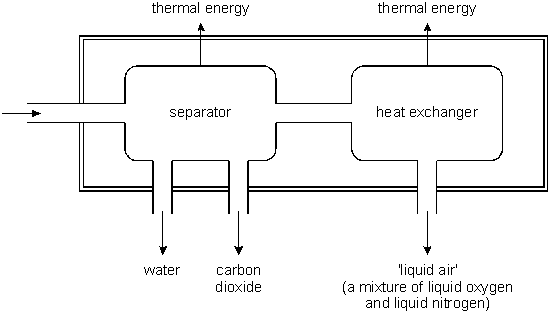 thermal energy
thermal energy
separator
heat exchanger
water
carbon
dioxide
'liquid air'
(a mixture of liquid oxygen
and liquid nitrogen)